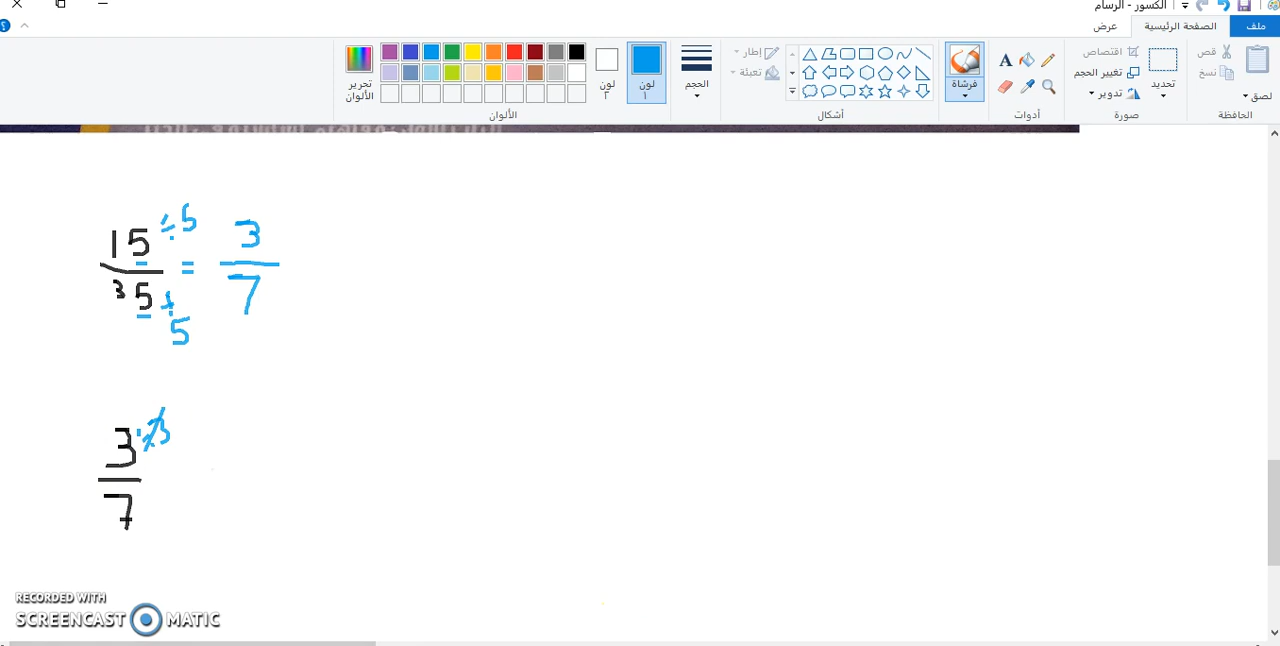 الكسور - الرسام
ملف الصفحة الرئيسية عرض
لصق قص نسخ
الحافظة
تحديد اقتصاص تغيير الحجم تدوير
صورة
A
أدوات
فرشاة
إطار تعبئة
أشكال
الحجم
لون ١
لون ٢
تحرير الألوان
الألوان
15 ÷5 3
=
35 ÷ 7
5
3 ÷3
7
RECORDED WITH
SCREENCAST MATIC